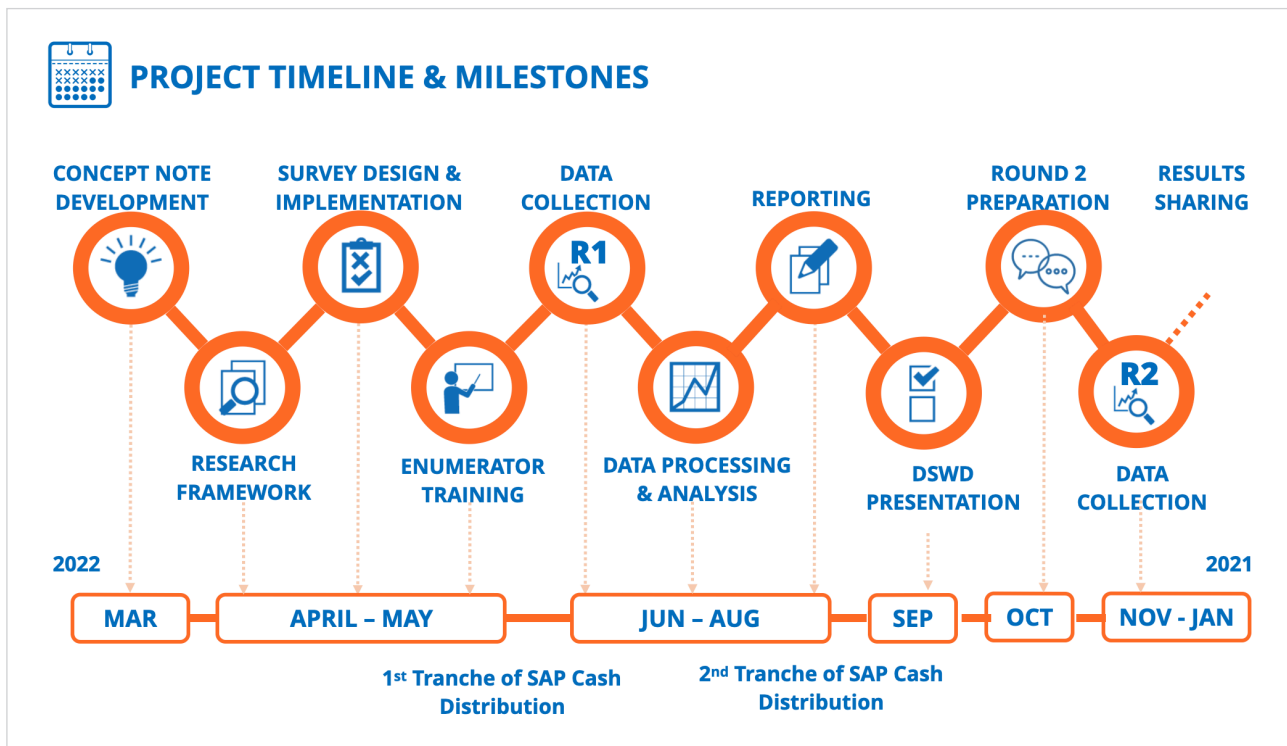 PROJECT TIMELINE & MILESTONES
CONCEPT NOTE
DEVELOPMENT
SURVEY DESIGN &
IMPLEMENTATION
DATA
COLLECTION
REPORTING
ROUND 2
PREPARATION
RESULTS
SHARING
R1
R2
RESEARCH
FRAMEWORK
ENUMERATOR
TRAINING
DATA PROCESSING
& ANALYSIS
DSWD
PRESENTATION
DATA
COLLECTION
2022
2021
MAR
APRIL – MAY
JUN – AUG
SEP
OCT
NOV - JAN
1st Tranche of SAP Cash
Distribution
2nd Tranche of SAP Cash
Distribution